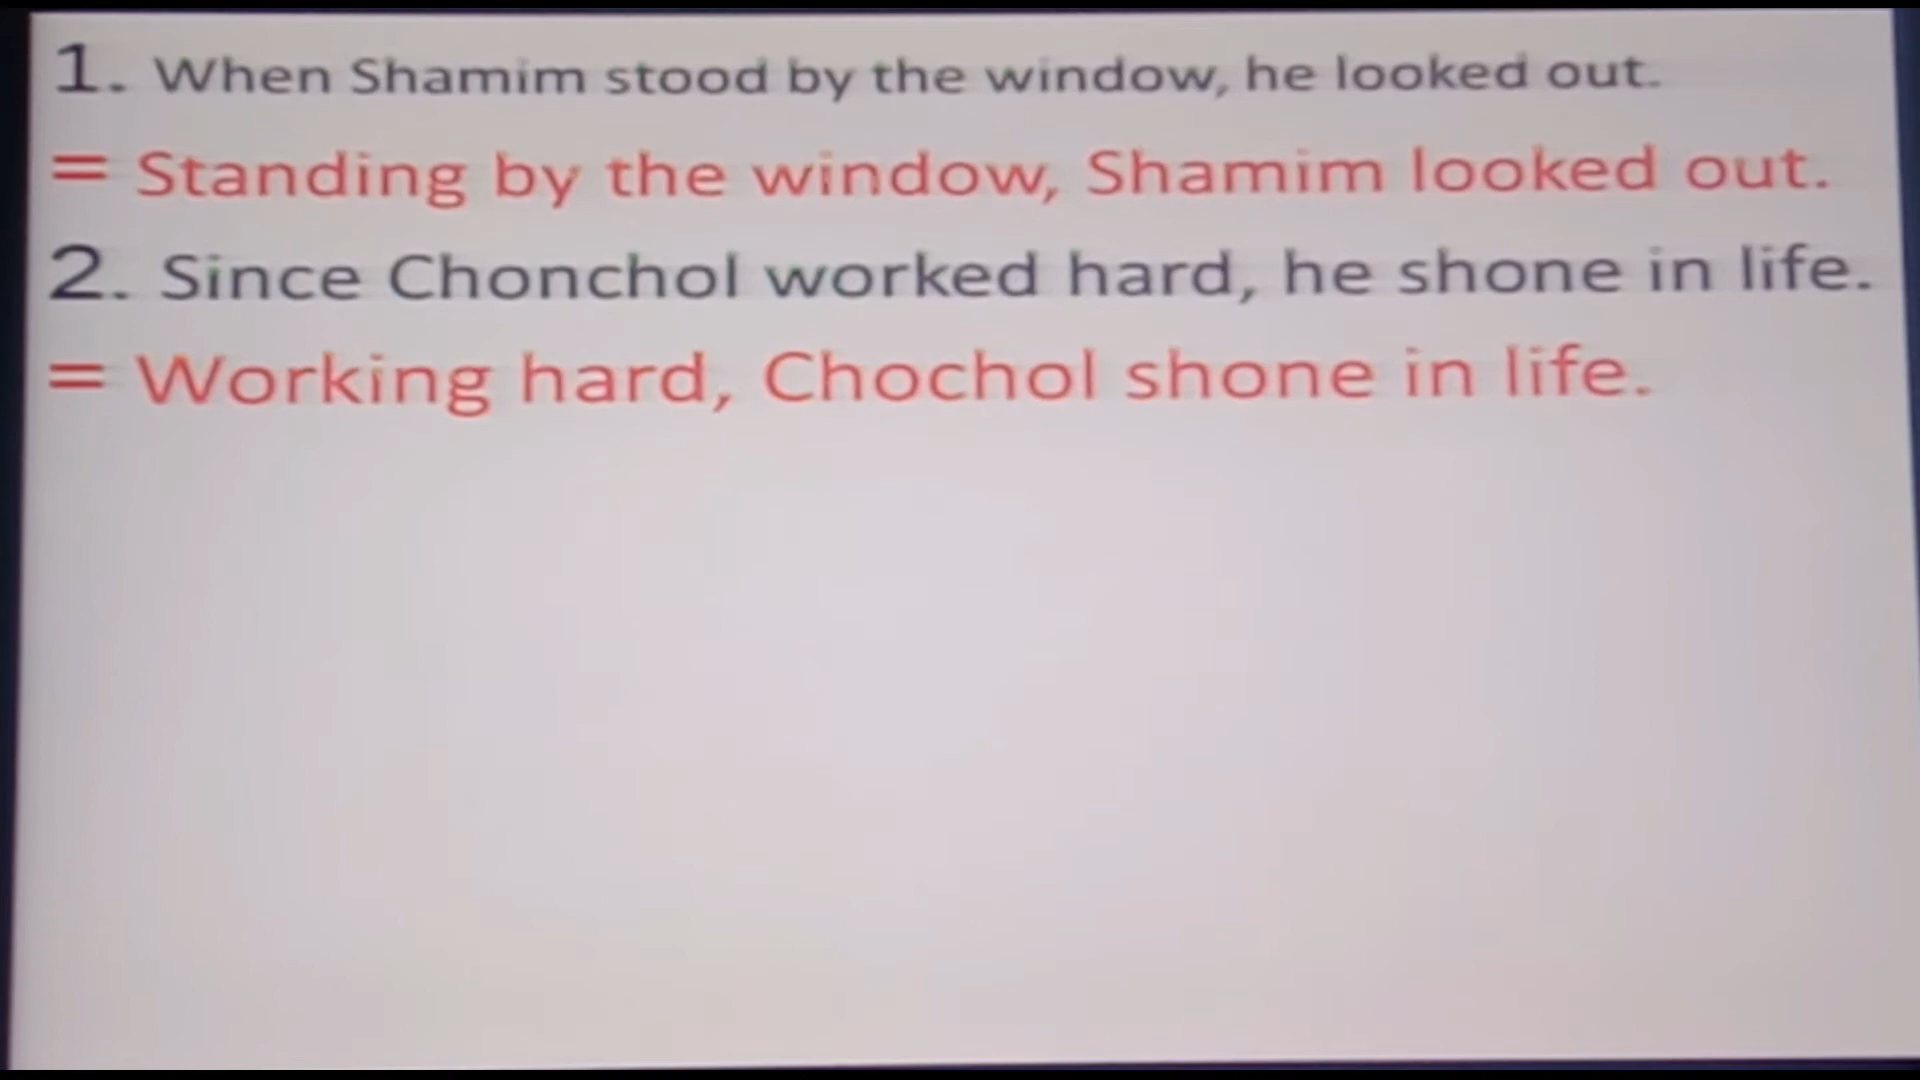 1. When Shamim stood by the window, he looked out.
= Standing by the window, Shamim looked out.
2. Since Chonchol worked hard, he shone in life.
= Working hard, Chochol shone in life.